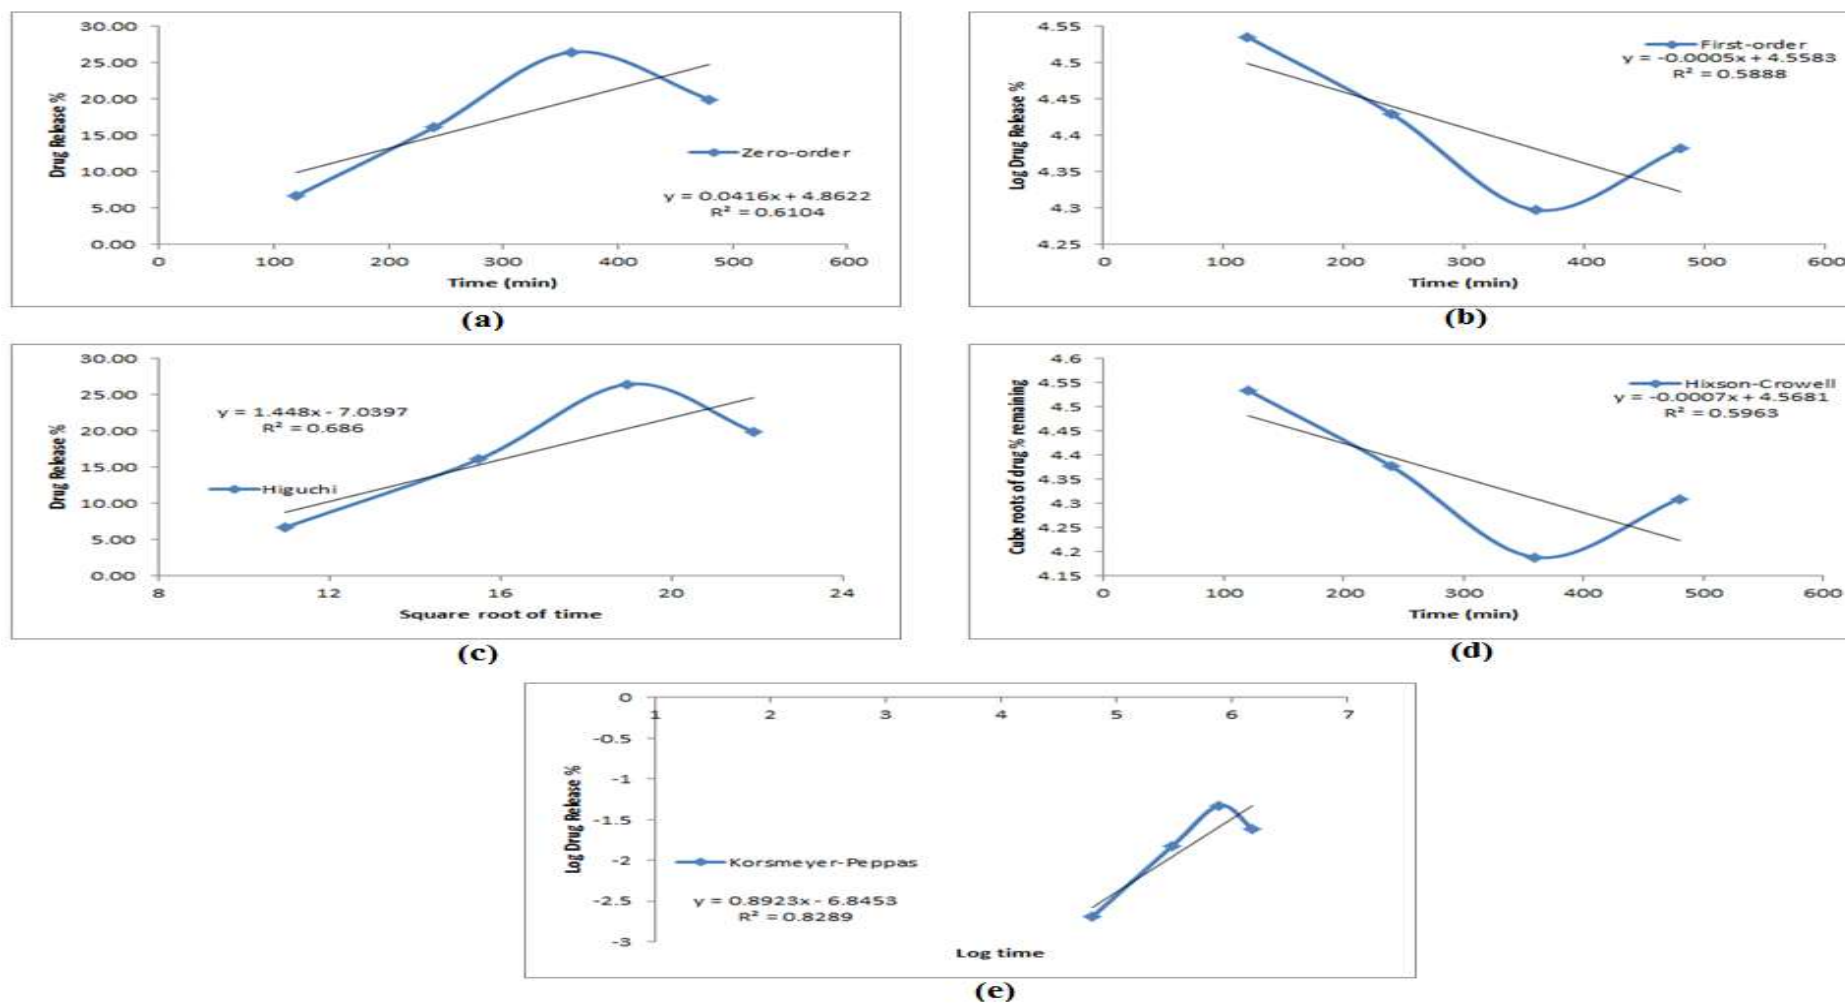 30.00
25.00
20.00
15.00
10.00
5.00
0.00
Drug Release %
Zero-order
y = 0.0416x + 4.8622
R² = 0.6104
0 100 200 300 400 500 600
Time (min)
(a)
4.55
4.5
4.45
4.4
4.35
4.3
4.25
Log Drug Release %
First-order
y = -0.0005x + 4.5583
R² = 0.5888
0 100 200 300 400 500 600
Time (min)
(b)
30.00
25.00
20.00
15.00
10.00
5.00
0.00
Drug Release %
y = 1.448x - 7.0397
R² = 0.686
Higuchi
8 12 16 20 24
Square root of time
(c)
4.6
4.55
4.5
4.45
4.4
4.35
4.3
4.25
4.2
4.15
Cube roots of drug % remaining
Hixson-Crowell
y = -0.0007x + 4.5681
R² = 0.5963
0 100 200 300 400 500 600
Time (min)
(d)
0
-0.5
-1
-1.5
-2
-2.5
-3
1 2 3 4 5 6 7
Log Drug Release %
Korsmeyer-Peppas
y = 0.8923x - 6.8453
R² = 0.8289
Log time
(e)